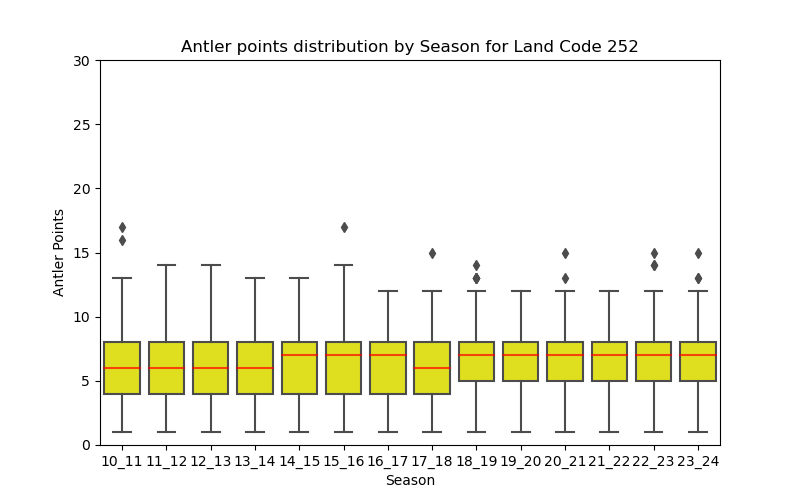 Antler points distribution by Season for Land Code 252
30
25
20
15
10
5
0
Antler Points
10_11 11_12 12_13 13_14 14_15 15_16 16_17 17_18 18_19 19_20 20_21 21_22 22_23 23_24
Season